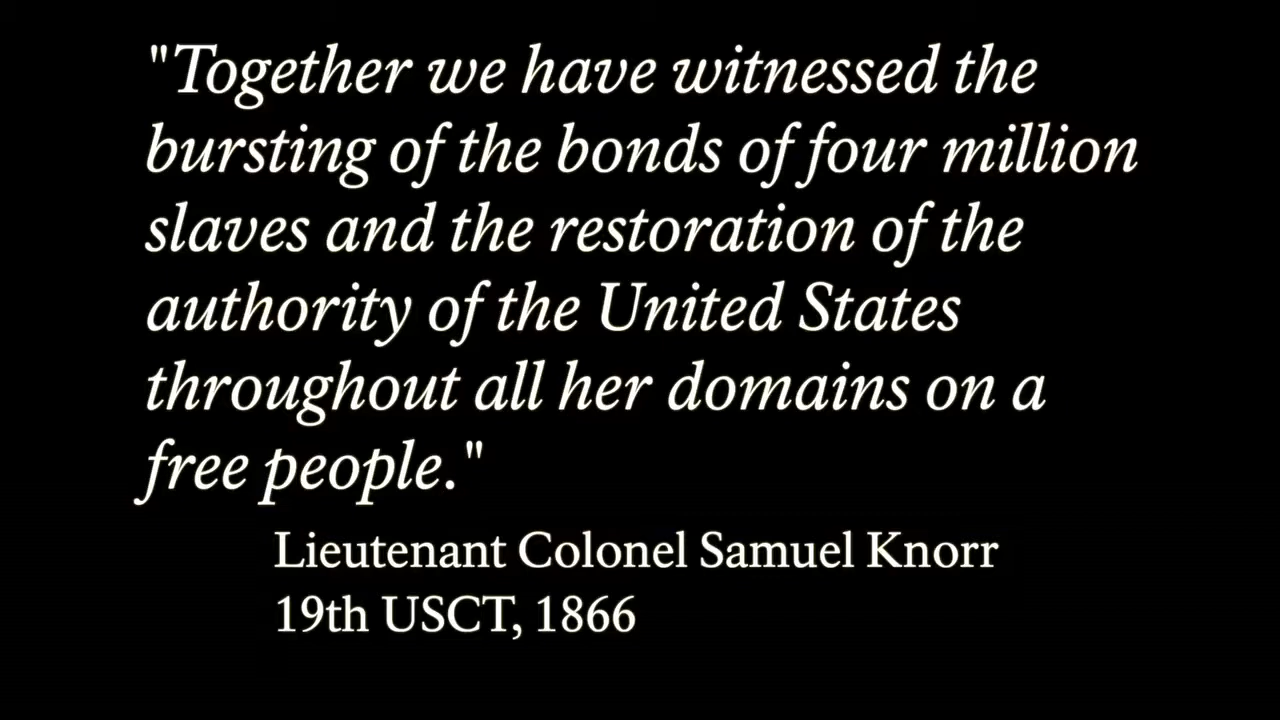 "Together we have witnessed the
bursting of the bonds of four million
slaves and the restoration of the
authority of the United States
throughout all her domains on a
free people."
Lieutenant Colonel Samuel Knorr
19th USCT, 1866